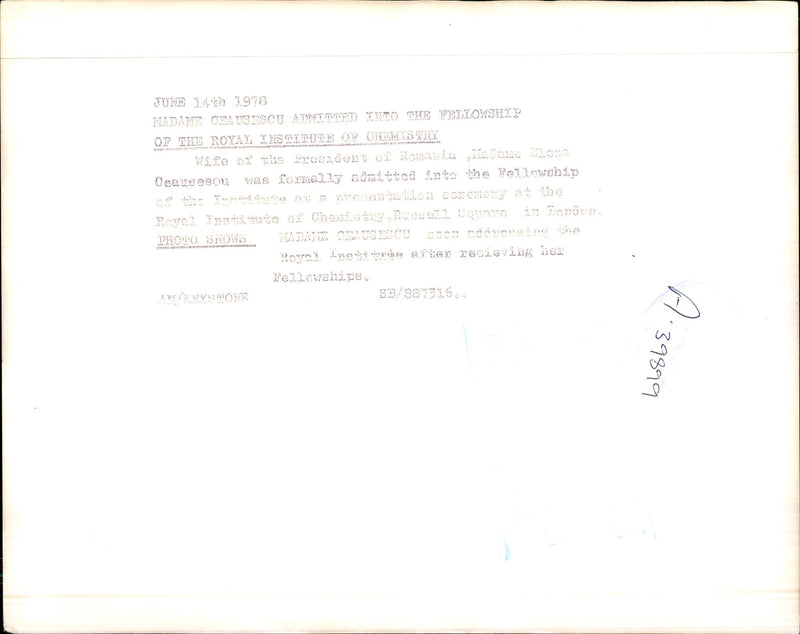 JUNE 14th 1978
MADAME CEAUSESCU ADMITTED INTO THE FELLOWSHIP
OF THE ROYAL INSTITUTE OF CHEMISTRY
Wife of the President of Romania ,Madame Elena
Ceausescu was formally admitted into the Fellowship
of the Institute at a presentation ceremony at the
Royal Institute of Chemistry,Russell Square in London.
PHOTO SHOWS MADAME CEAUSESCU seen addressing the
Royal Institute after recieving her
Fellowships.
AM/KEYSTONE SB/887316..
A.39899